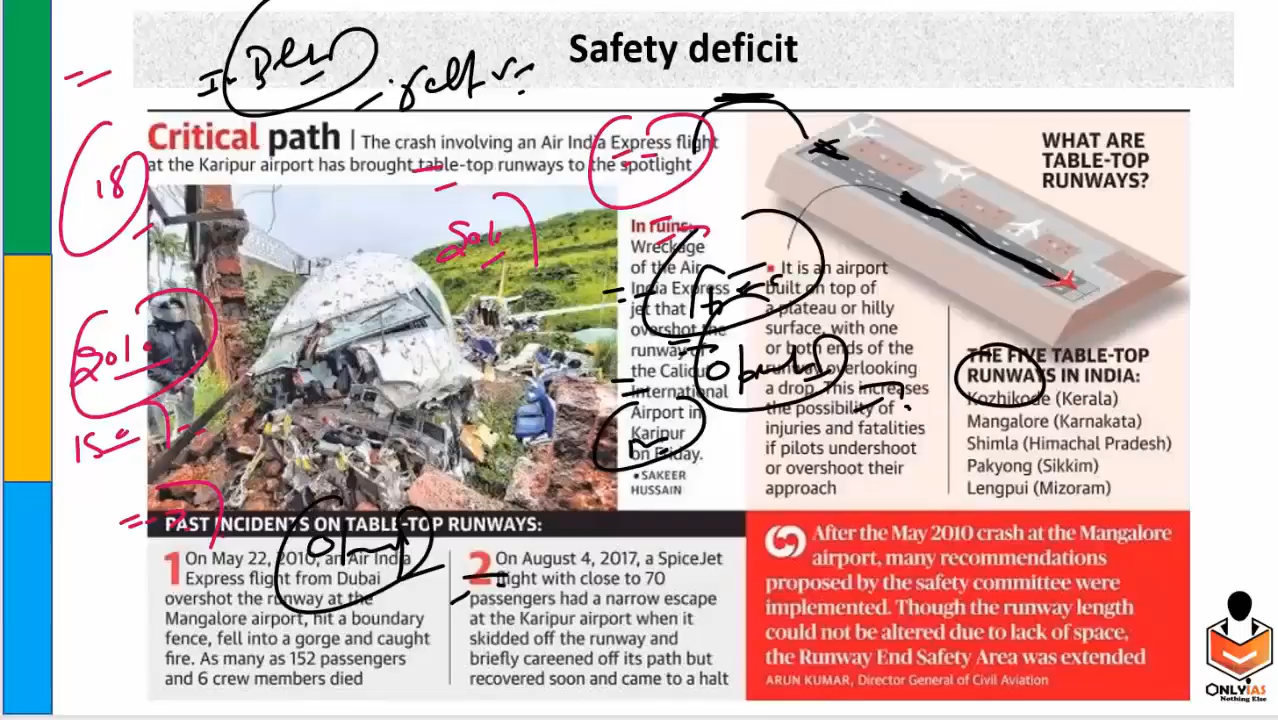 Safety deficit
Critical path | The crash involving an Air India Express flight
at the Karipur airport has brought table-top runways to the spotlight
18
2010
2010
150
In ruins:
Wreckage
of the Air
India Express
jet that
overshot the
runway of
the Calicut
International
Airport in
Karipur
on Friday.
•SAKEER
HUSSAIN
WHAT ARE
TABLE-TOP
RUNWAYS?
It is an airport
built on top of
a plateau or hilly
surface, with one
or both ends of the
runway overlooking
a drop. This increases
the possibility of
injuries and fatalities
if pilots undershoot
or overshoot their
approach
THE FIVE TABLE-TOP
RUNWAYS IN INDIA:
Kozhikode (Kerala)
Mangalore (Karnakata)
Shimla (Himachal Pradesh)
Pakyong (Sikkim)
Lengpui (Mizoram)
PAST INCIDENTS ON TABLE-TOP RUNWAYS:
1 On May 22, 2010, an Air India
Express flight from Dubai
overshot the runway at the
Mangalore airport, hit a boundary
fence, fell into a gorge and caught
fire. As many as 152 passengers
and 6 crew members died
2 On August 4, 2017, a SpiceJet
flight with close to 70
passengers had a narrow escape
at the Karipur airport when it
skidded off the runway and
briefly careened off its path but
recovered soon and came to a halt
After the May 2010 crash at the Mangalore
airport, many recommendations
proposed by the safety committee were
implemented. Though the runway length
could not be altered due to lack of space,
the Runway End Safety Area was extended
ARUN KUMAR, Director General of Civil Aviation
ONLYIAS
Nothing Else